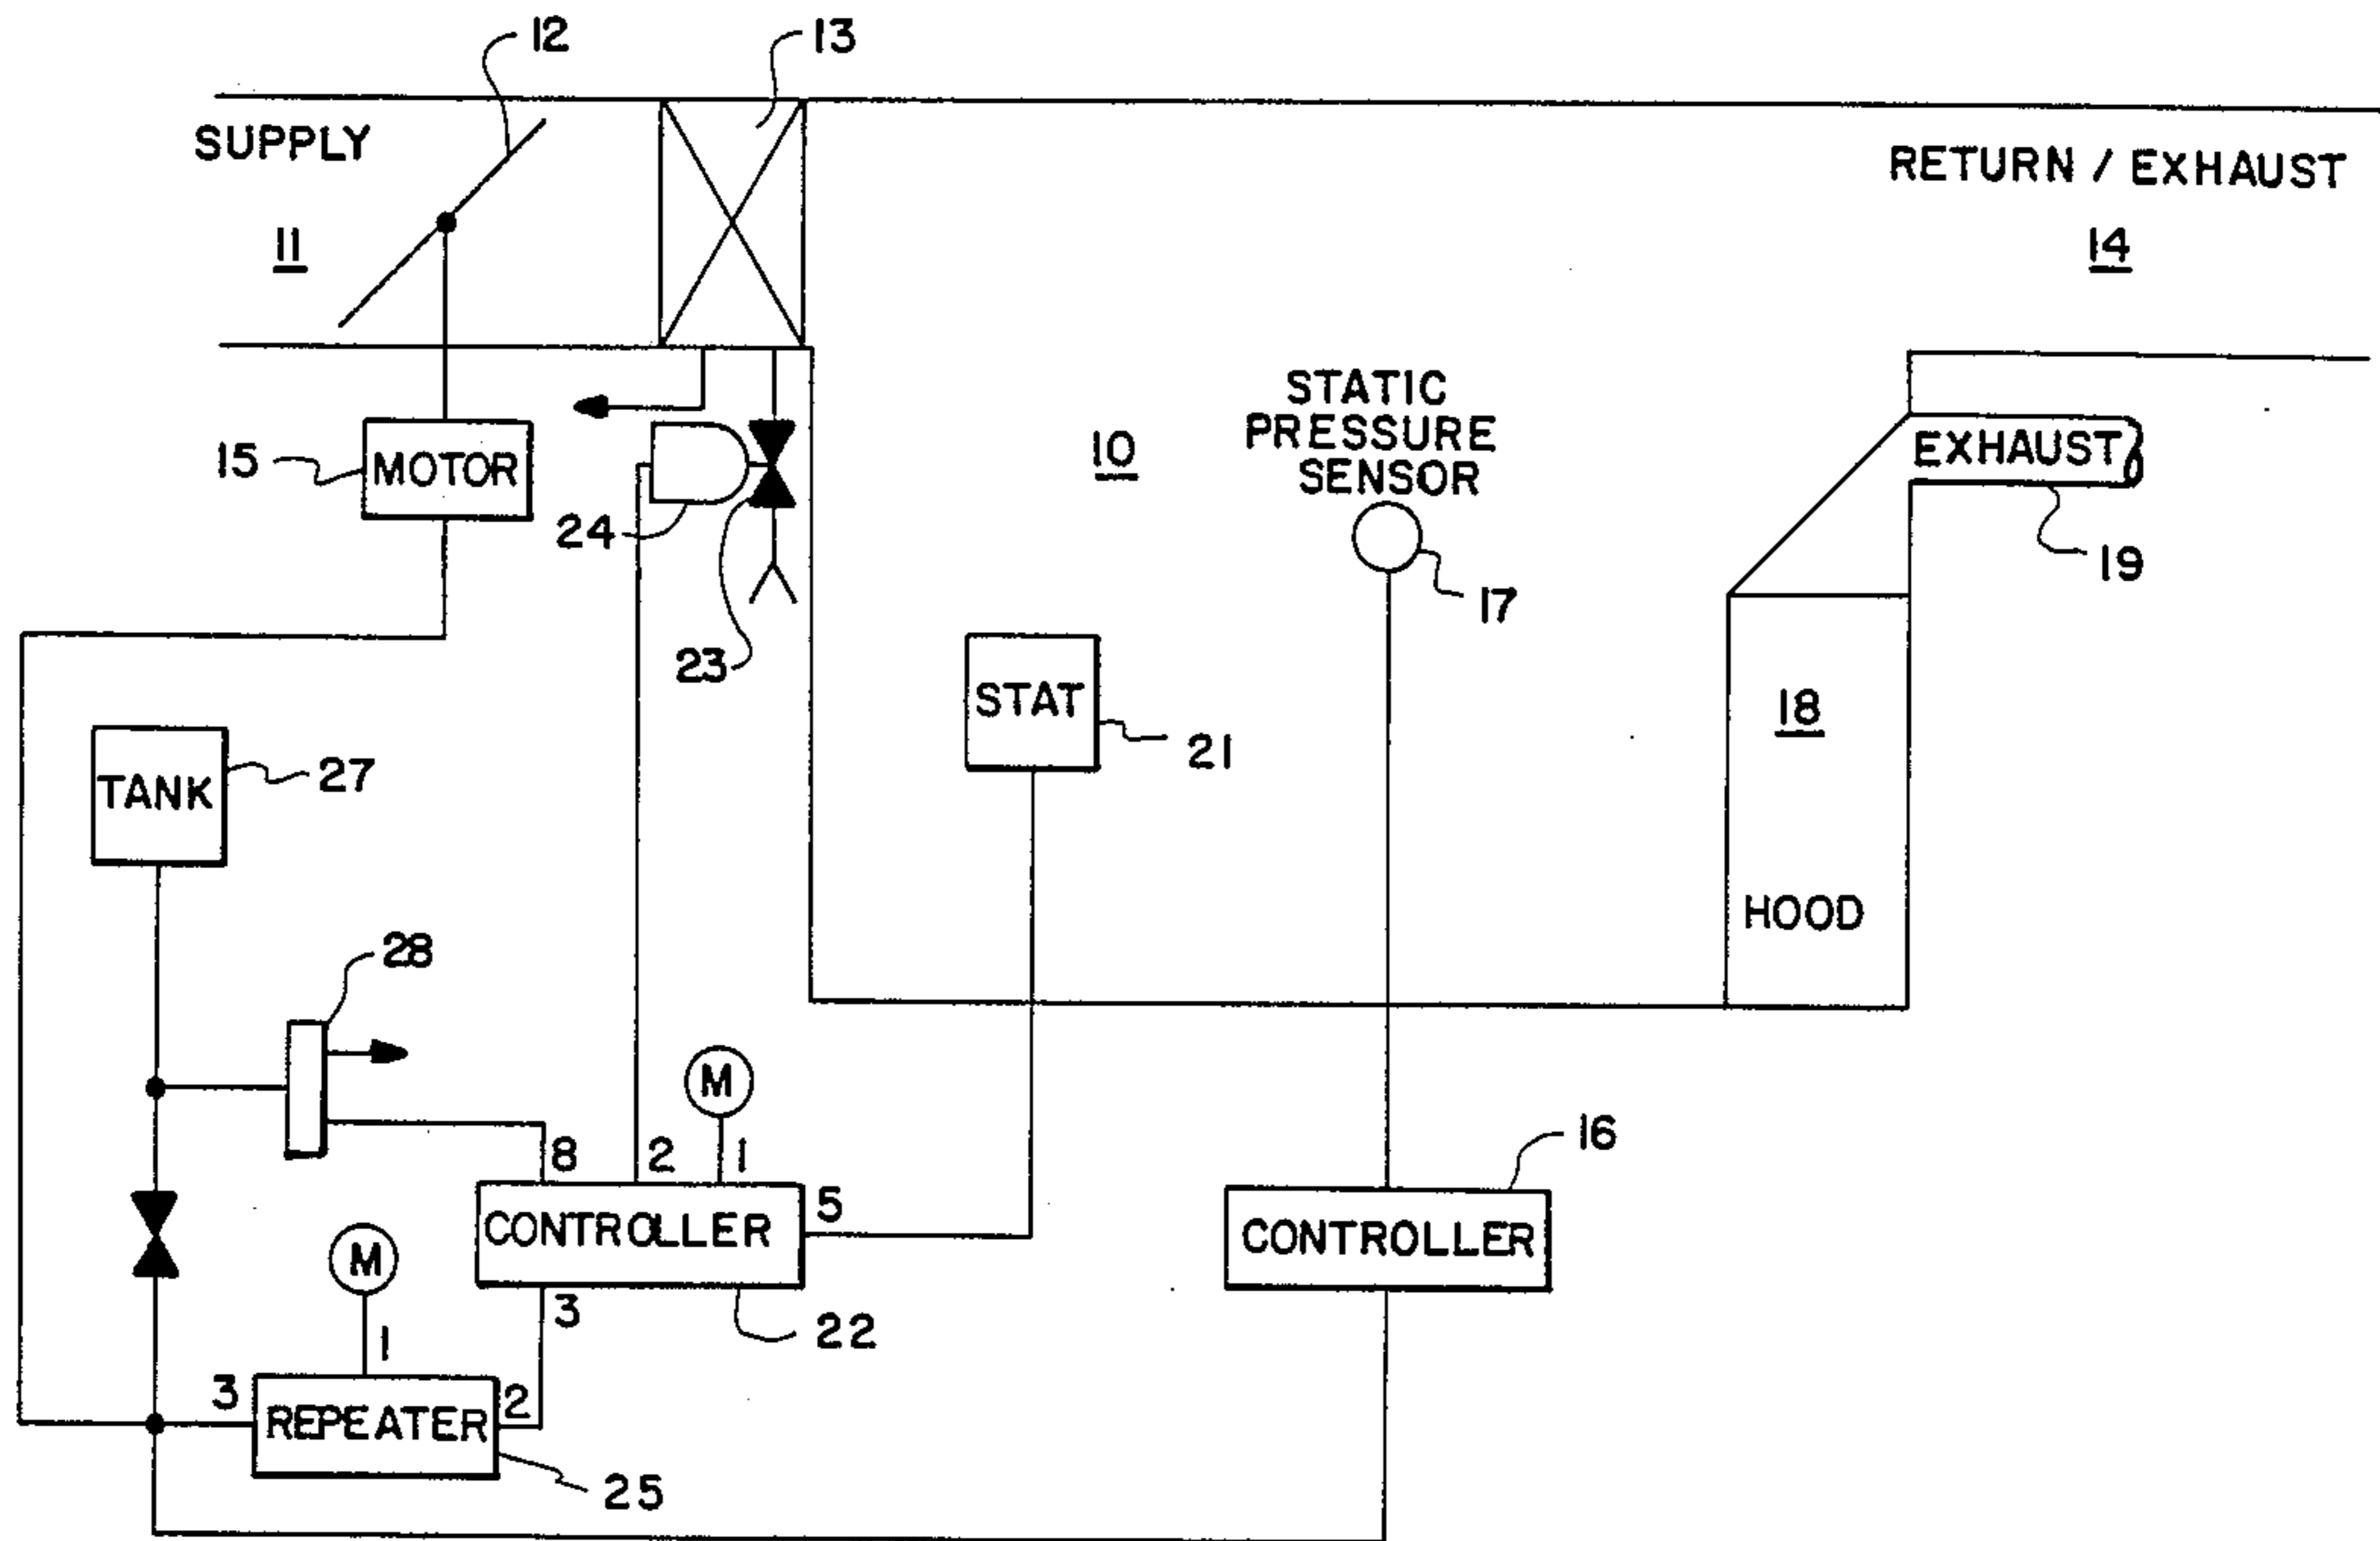 12
13
SUPPLY
RETURN / EXHAUST
11
14
STATIC
PRESSURE
SENSOR
10
EXHAUST
15
MOTOR
24
19
17
23
STAT
18
21
TANK
27
HOOD
28
M
16
8
2
1
5
CONTROLLER
CONTROLLER
M
3
22
1
3
REPEATER
2
25